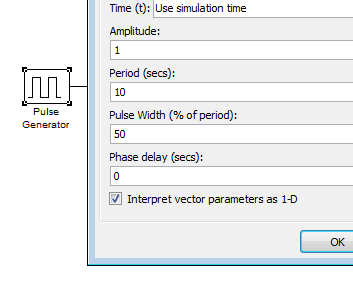 Time (t): Use simulation time
Amplitude:
1
Period (secs):
10
Pulse Width (% of period):
50
Phase delay (secs):
0
Interpret vector parameters as 1-D
OK
Pulse
Generator